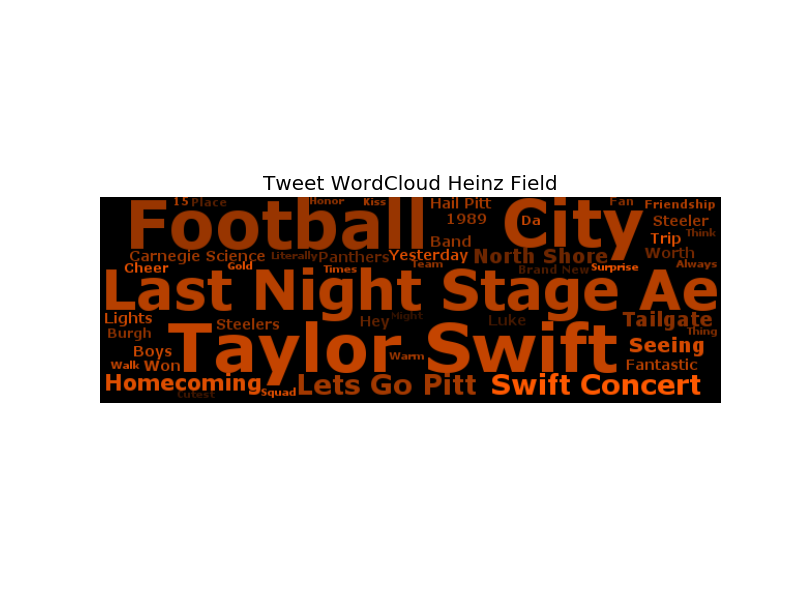 Tweet WordCloud Heinz Field
15 Place Honor Kiss Hail Pitt Fan Friendship
Football 1989 Da City Steeler
Band Trip Think
Carnegie Science Literally Panthers Yesterday North Shore Worth
Cheer Gold Times Team Brand New Surprise Always
Last Night Stage Ae
Lights Steelers Hey Might Luke Tailgate
Burgh Taylor Swift Thing
Boys Warm Seeing
Walk Won Fantastic
Homecoming Squad Lets Go Pitt Swift Concert
Cutest